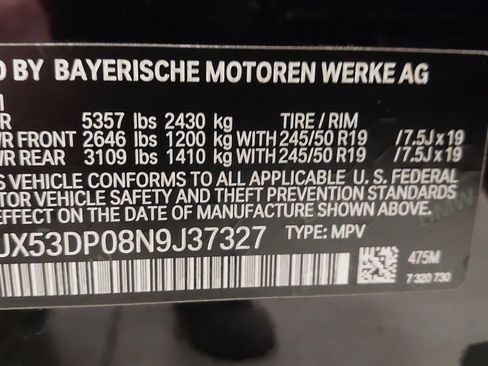 BY BAYERISCHE MOTOREN WERKE AG
5357 lbs 2430 kg TIRE / RIM
FRONT 2646 lbs 1200 kg WITH 245/50 R19 /7.5J x 19
REAR 3109 lbs 1410 kg WITH 245/50 R19 /7.5J x 19
VEHICLE CONFORMS TO ALL APPLICABLE U.S. FEDERAL
VEHICLE SAFETY AND THEFT PREVENTION STANDARDS
EFFECT ON THE DATE OF MANUFACTURE SHOWN ABOVE.
UX53DP08N9J37327 TYPE: MPV
475M
7 320 730